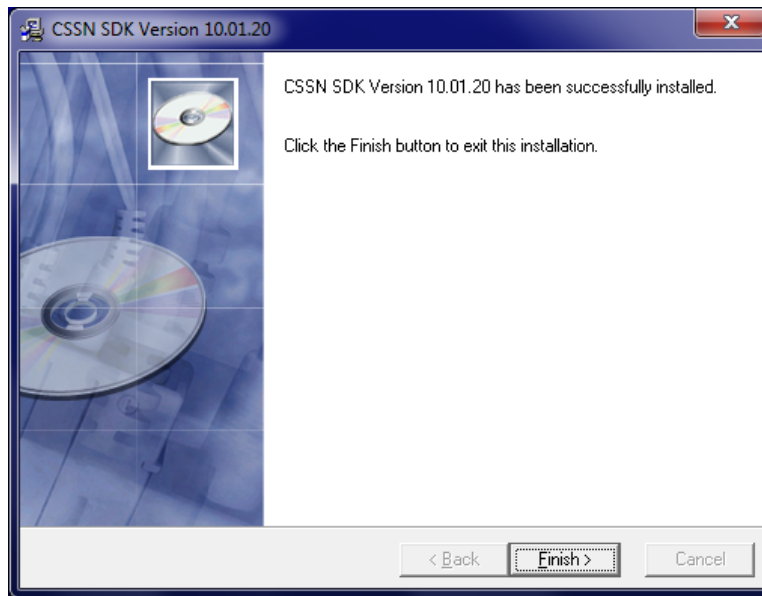 CSSN SDK Version 10.01.20
CSSN SDK Version 10.01.20 has been successfully installed.
Click the Finish button to exit this installation.
< Back
Finish >
Cancel